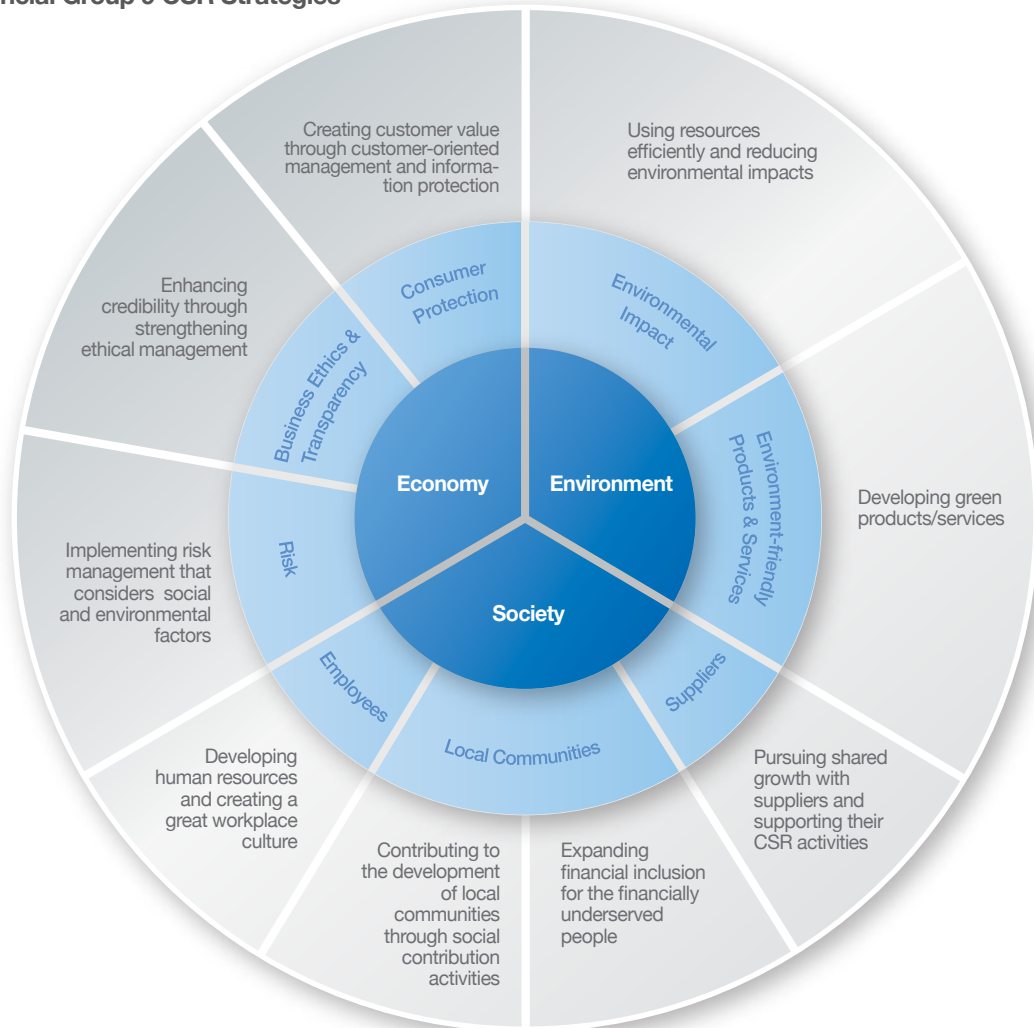 Group 9 CSR Strategies
Creating customer value
through customer-oriented
management and informa-
tion protection
Using resources
efficiently and reducing
environmental impacts
Enhancing
credibility through
strengthening
ethical management
Consumer
Protection
Environmental
Impact
Business Ethics &
Transparency
Environment-friendly
Products & Services
Economy
Environment
Developing green
products/services
Implementing risk
management that
considers social
and environmental
factors
Risk
Society
Employees
Suppliers
Local Communities
Developing
human resources
and creating a
great workplace
culture
Pursuing shared
growth with
suppliers and
supporting their
CSR activities
Contributing to
the development
of local
communities
through social
contribution
activities
Expanding
financial inclusion
for the financially
underserved
people